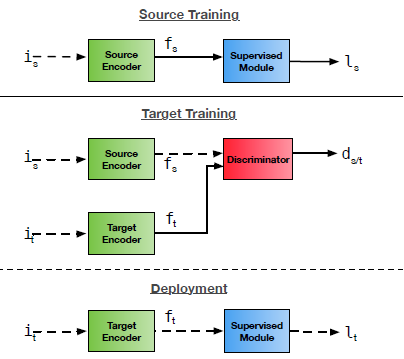 Source Training
i_s
Source Encoder
f_s
Supervised Module
l_s
Target Training
i_s
Source Encoder
f_s
Discriminator
d_s/t
i_t
Target Encoder
f_t
Deployment
i_t
Target Encoder
f_t
Supervised Module
l_t